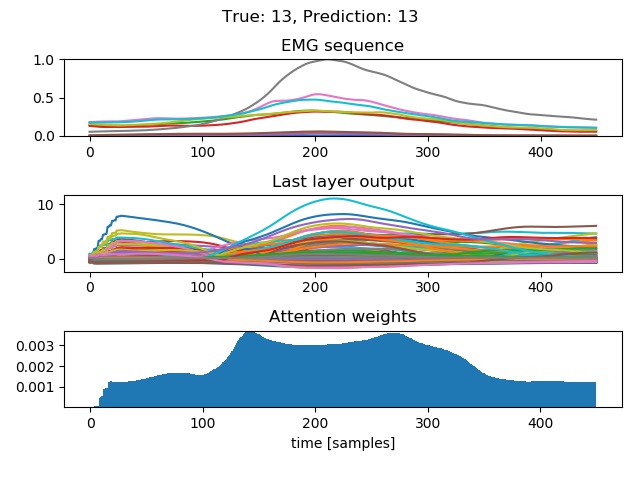 True: 13, Prediction: 13
EMG sequence
1.0
0.5
0.0
0 100 200 300 400
Last layer output
10
0
0 100 200 300 400
Attention weights
0.003
0.002
0.001
0 100 200 300 400
time [samples]